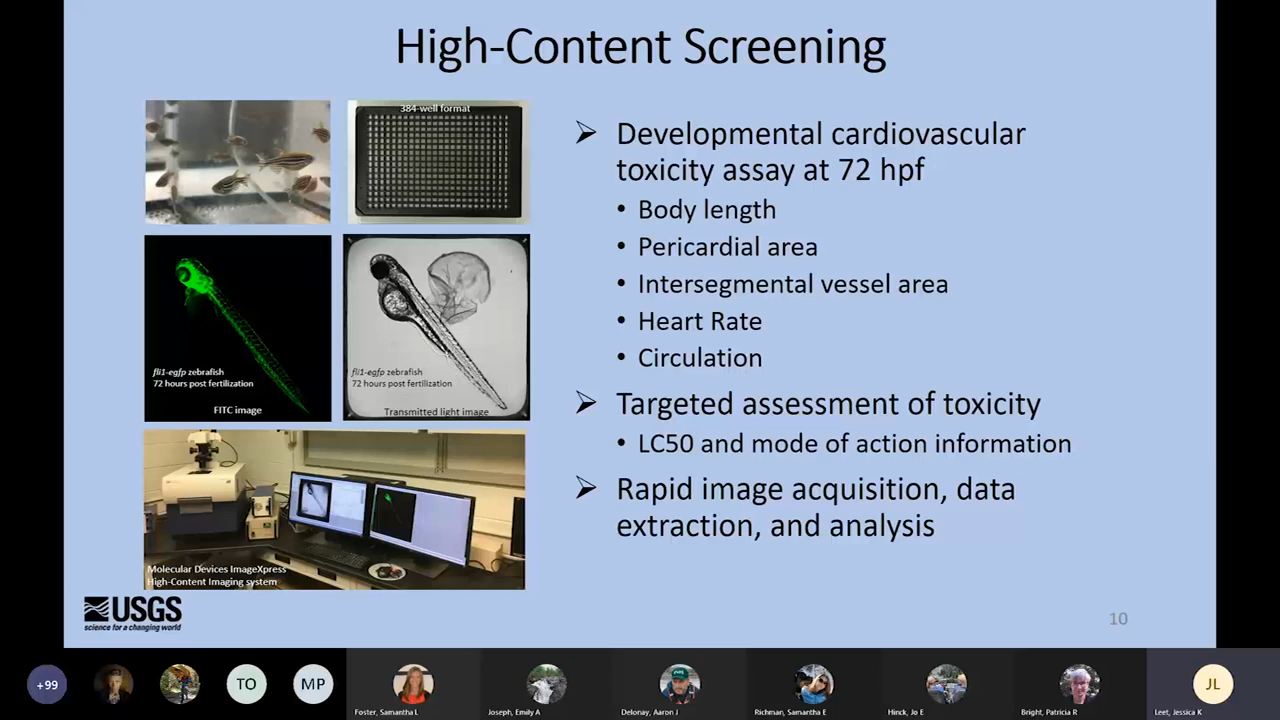 High-Content Screening
384-well format
fli1-egfp zebrafish
72 hours post fertilization
FITC image
fli1-egfp zebrafish
72 hours post fertilization
Transmitted light image
Molecular Devices ImageXpress
High-Content Imaging system
➢ Developmental cardiovascular
toxicity assay at 72 hpf
• Body length
• Pericardial area
• Intersegmental vessel area
• Heart Rate
• Circulation
➢ Targeted assessment of toxicity
• LC50 and mode of action information
➢ Rapid image acquisition, data
extraction, and analysis
USGS
science for a changing world
10
+99
TO
MP
Foster, Samantha L
Joseph, Emily A
Delonay, Aaron J
Richman, Samantha E
Hinck, Jo E
Bright, Patricia R
JL
Leet, Jessica K